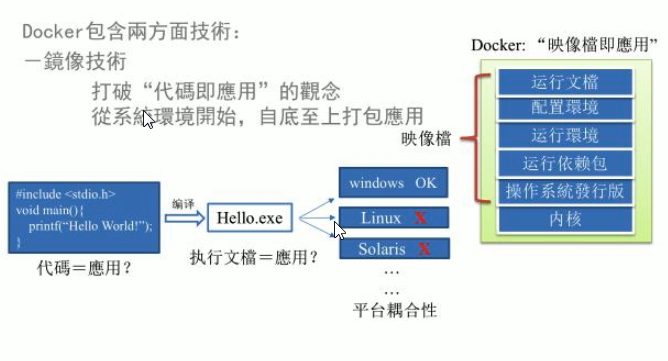 Docker包含兩方面技術：
－鏡像技術
打破“代碼即應用”的觀念
從系統環境開始，自底至上打包應用
Docker: “映像檔即應用”
运行文檔
配置環境
运行環境
运行依赖包
操作系統發行版
内核
映像檔
#include <stdio.h>
void main(){
printf("Hello World!");
}
代碼＝應用？
编译
Hello.exe
执行文檔＝應用？
windows OK
Linux X
Solaris X
…
…
平台耦合性